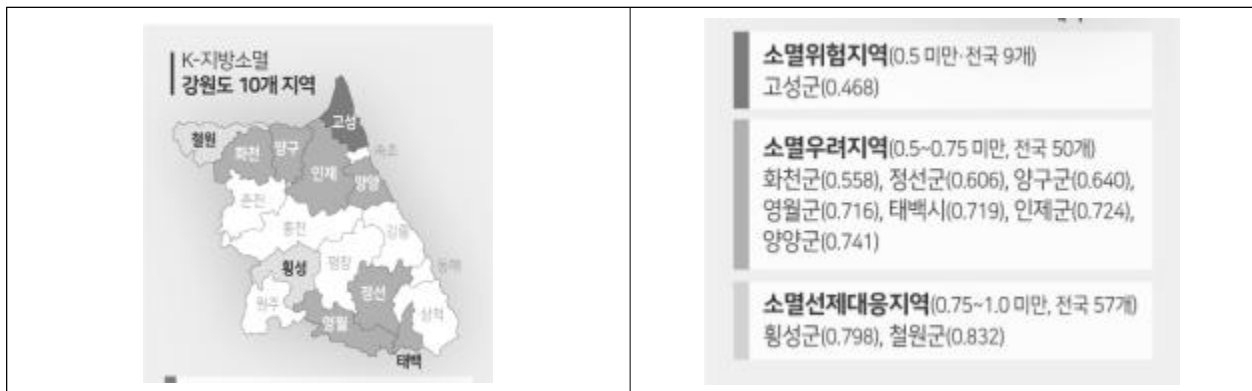 K-지방소멸
강원도 10개 지역
고성
철원
화천
양구
속초
인제
양양
춘천
홍천
강릉
횡성
평창
동해
정선
원주
삼척
영월
태백
소멸위험지역(0.5 미만·전국 9개)
고성군(0.468)
소멸우려지역(0.5~0.75 미만, 전국 50개)
화천군(0.558), 정선군(0.606), 양구군(0.640),
영월군(0.716), 태백시(0.719), 인제군(0.724),
양양군(0.741)
소멸선제대응지역(0.75~1.0 미만, 전국 57개)
횡성군(0.798), 철원군(0.832)